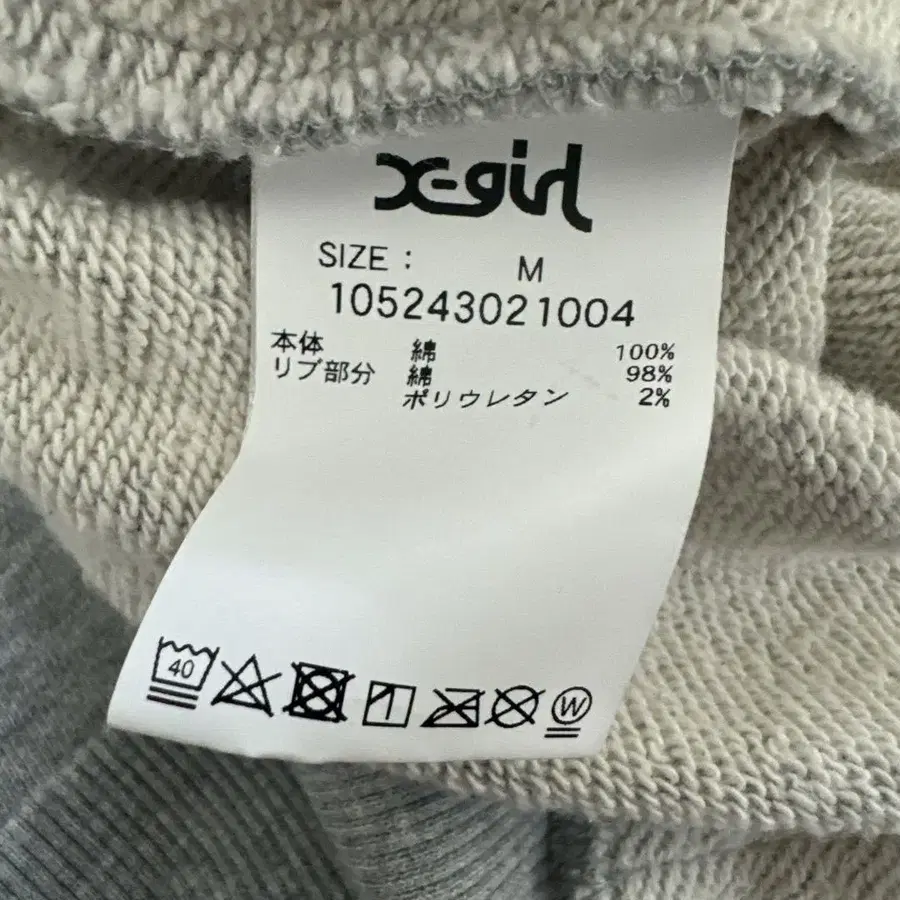 X-girl
SIZE : M
105243021004
本体 綿 100%
リブ部分 綿 98%
ポリウレタン 2%
40
W